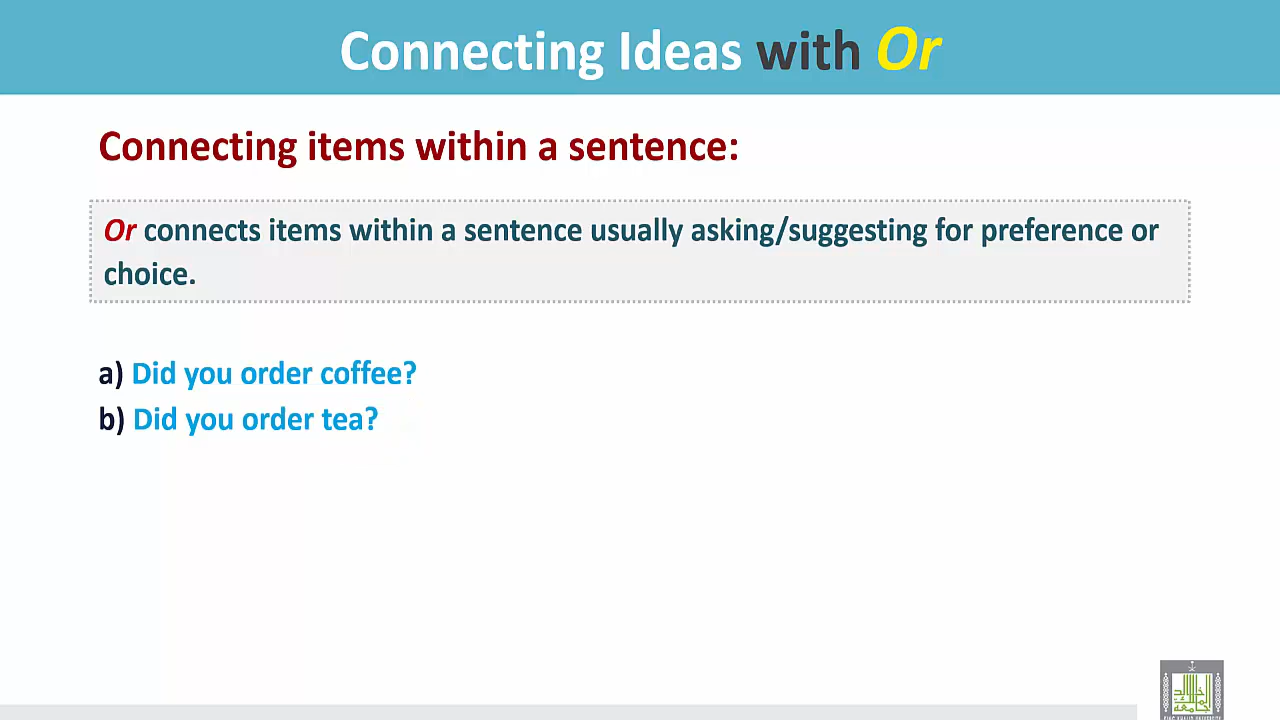 Connecting Ideas with Or
Connecting items within a sentence:
Or connects items within a sentence usually asking/suggesting for preference or
choice.
a) Did you order coffee?
b) Did you order tea?